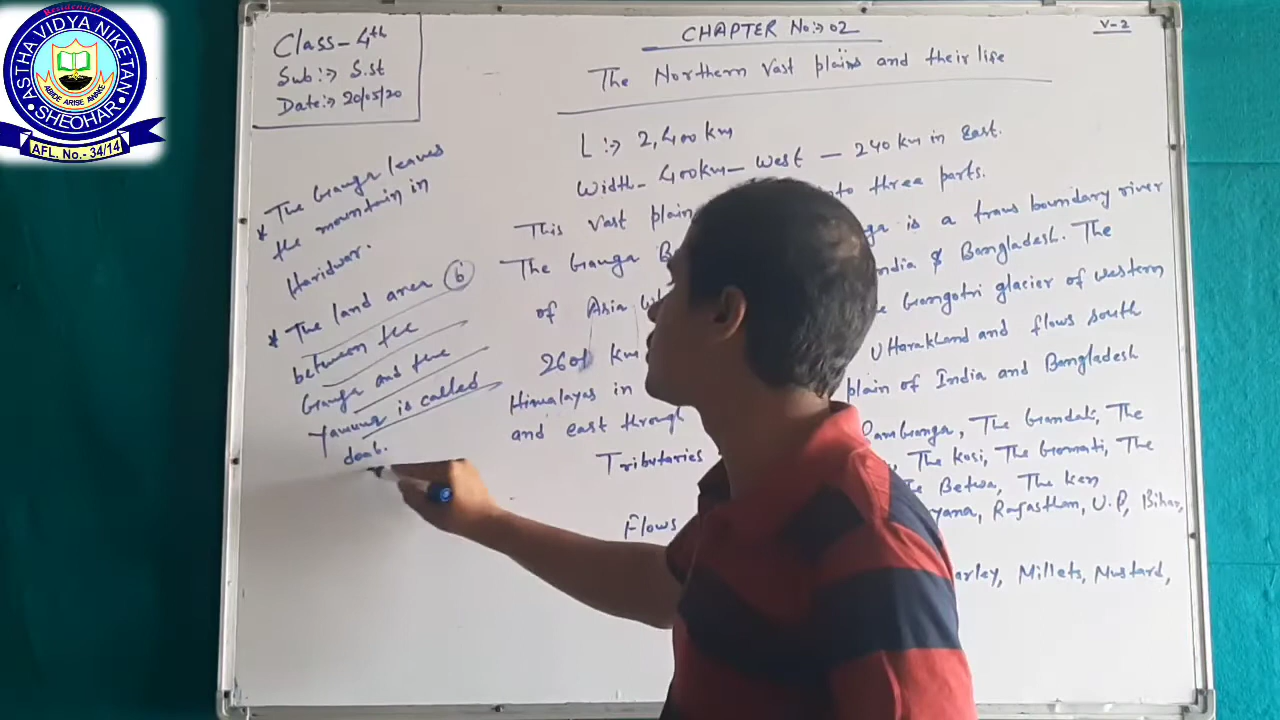 Residential
ASTHA VIDYA NIKETAN
ABIDE ARISE AWAKE
SHEOHAR
AFL. No.- 34/14
Class - 4th
Sub :-> S.st
Date :-> 20/05/20
CHAPTER No :-> 02
V-2
The Northern vast plains and their life
L :-> 2,400 km
Width - 400km - West - 240 km in East.
This vast plain into three parts.
The Ganga is a trans boundary river
of Asia India & Bangladesh. The
2601 km Gongotri glacier of western
Himalayas in Uttarakhand and flows south
and east through plain of India and Bangladesh
Tributaries RamGanga, The Gandak, The
The Kosi, The Gomati, The
Betwa, The Ken
Flows Rajasthan, U.P, Bihar,
Millets, Mustard,
* The Ganga leaves
the mountain in
Haridwar.
* The land area b
between the
Ganga and the
Yamuna is called
doab.